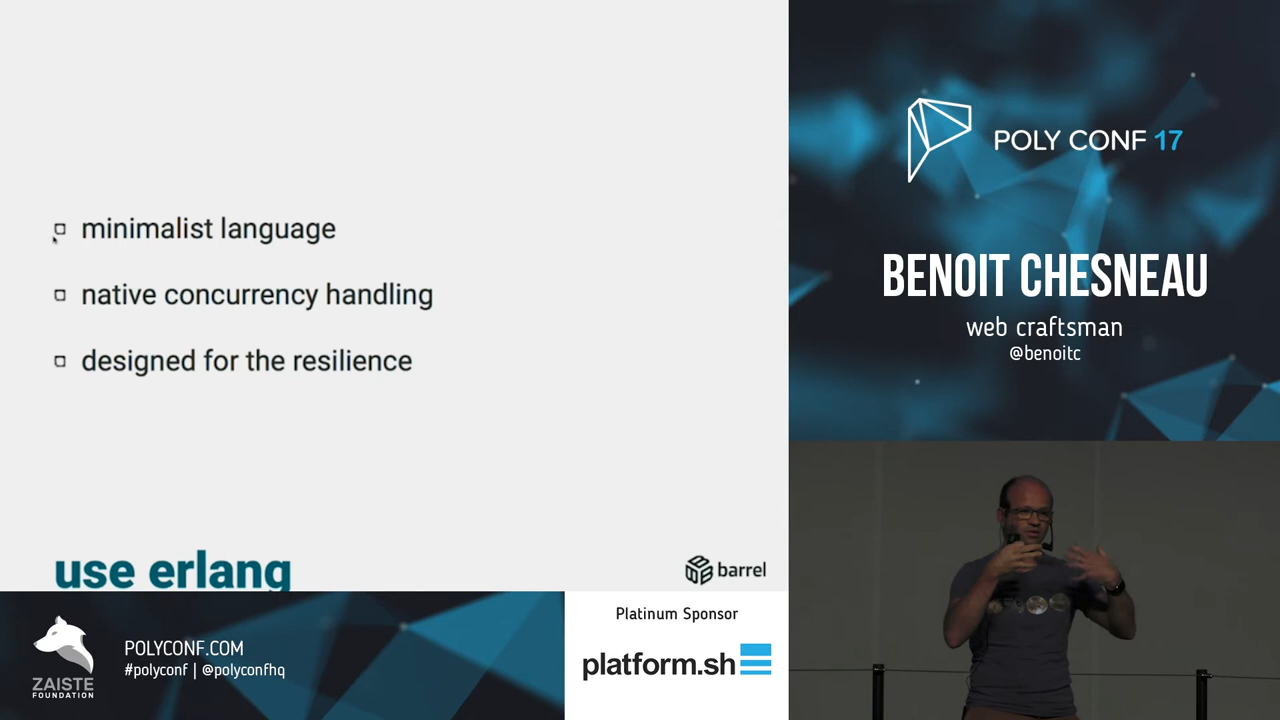 minimalist language
native concurrency handling
designed for the resilience
use erlang
barrel
POLY CONF 17
BENOIT CHESNEAU
web craftsman
@benoitc
ZAISTE
FOUNDATION
POLYCONF.COM
#polyconf | @polyconfhq
Platinum Sponsor
platform.sh